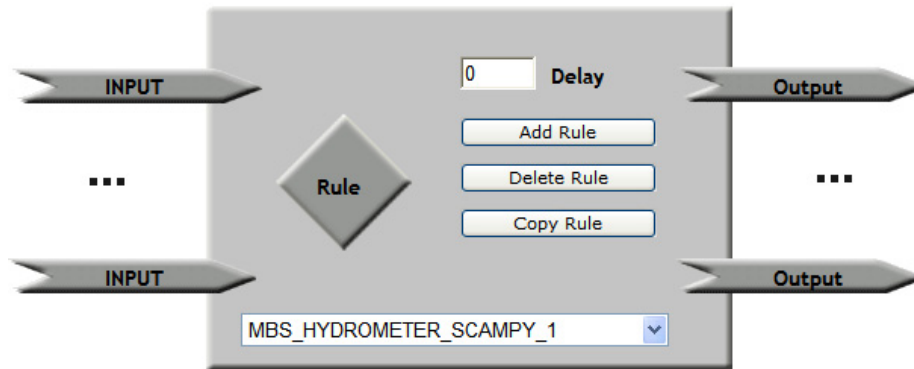 0 Delay
INPUT
Output
Add Rule
...
Rule
Delete Rule
...
Copy Rule
INPUT
Output
MBS_HYDROMETER_SCAMPY_1